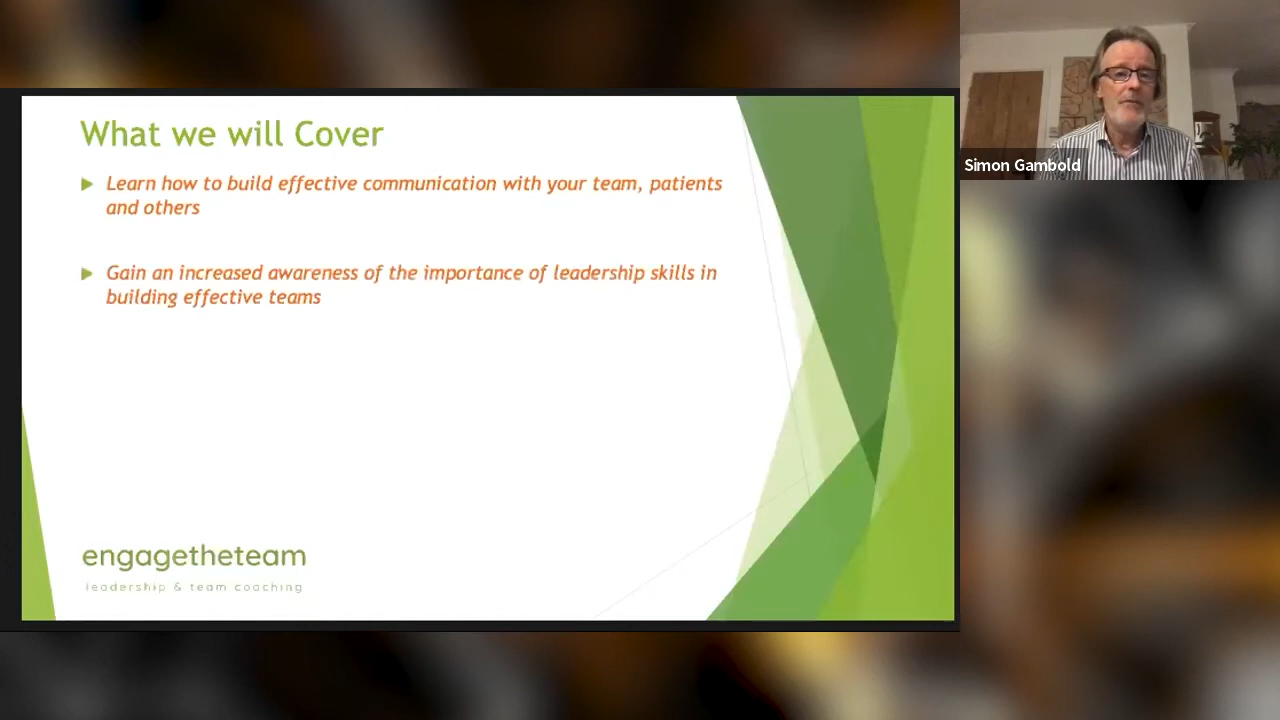 What we will Cover
Learn how to build effective communication with your team, patients
and others
Gain an increased awareness of the importance of leadership skills in
building effective teams
engagetheteam
leadership & team coaching
Simon Gambold